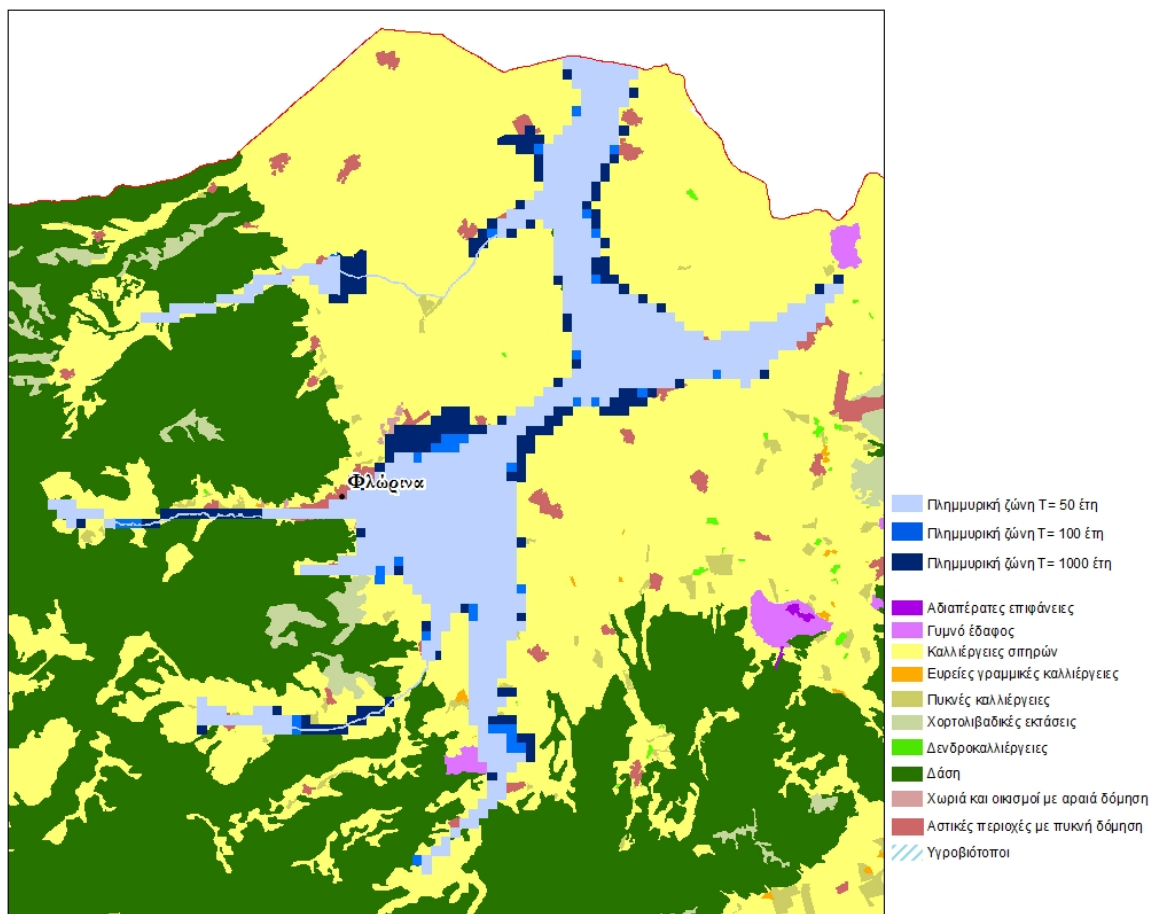 Φλώρινα
Πλημμυρική ζώνη T= 50 έτη
Πλημμυρική ζώνη T= 100 έτη
Πλημμυρική ζώνη T= 1000 έτη
Αδιαπέρατες επιφάνειες
Γυμνό έδαφος
Καλλιέργειες σιτηρών
Ευρείες γραμμικές καλλιέργειες
Πυκνές καλλιέργειες
Χορτολιβαδικές εκτάσεις
Δενδροκαλλιέργειες
Δάση
Χωριά και οικισμοί με αραιά δόμηση
Αστικές περιοχές με πυκνή δόμηση
Υγροβιότοποι